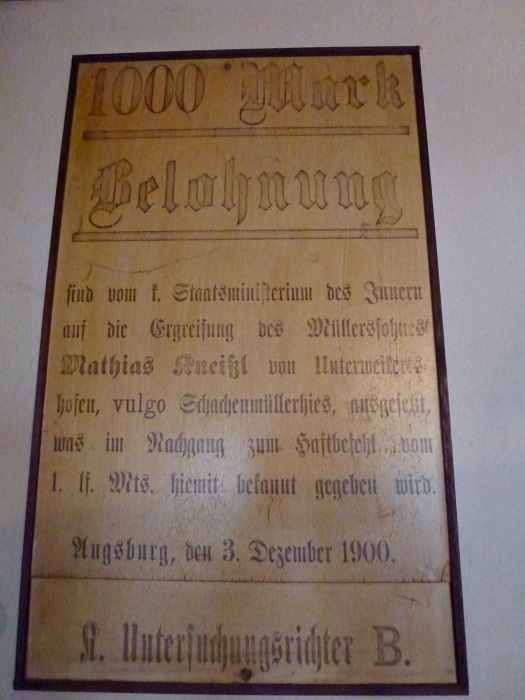 1000 Mark
Belohnung
sind vom k. Staatsministerium des Innern
auf die Ergreifung des Müllerssohnes
Mathias Kneißl von Unterweikerts-
hofen, vulgo Schachenmüllerhies, ausgesetzt,
was im Nachgang zum Haftbefehl vom
1. lf. Mts. hiemit bekannt gegeben wird.
Augsburg, den 3. Dezember 1900.
K. Untersuchungsrichter B.